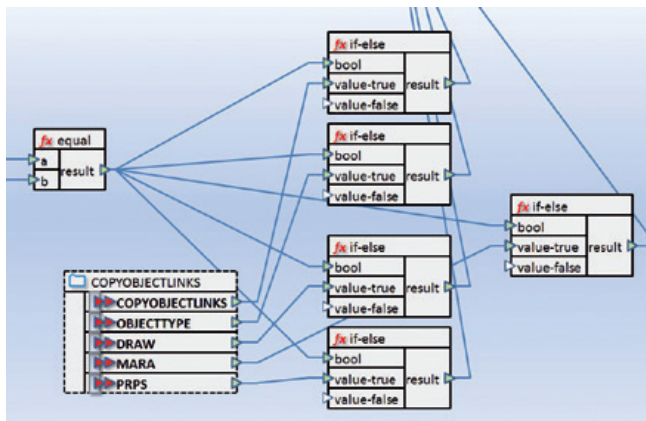 fx if-else
bool
value-true
result
value-false
fx equal
a
result
b
fx if-else
bool
value-true
result
value-false
fx if-else
bool
value-true
result
value-false
fx if-else
bool
value-true
result
value-false
COPYOBJECTLINKS
COPYOBJECTLINKS
OBJECTTYPE
DRAW
MARA
PRPS
fx if-else
bool
value-true
result
value-false